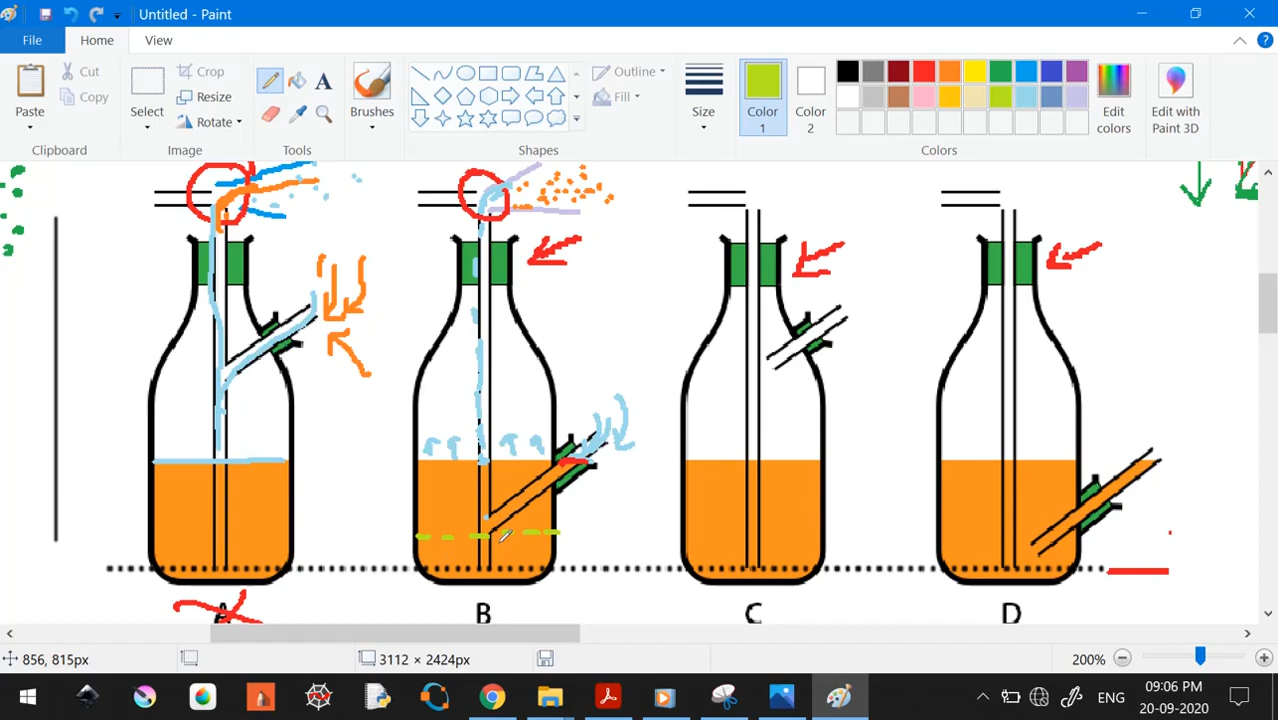 Untitled - Paint
File Home View
Paste
Cut
Copy
Clipboard
Select
Crop
Resize
Rotate
Image
A
Tools
Brushes
Outline
Fill
Shapes
Size
Color 1
Color 2
Edit colors
Colors
Edit with Paint 3D
A B C D
856, 815px
3112 × 2424px
200%
ENG
09:06 PM
20-09-2020